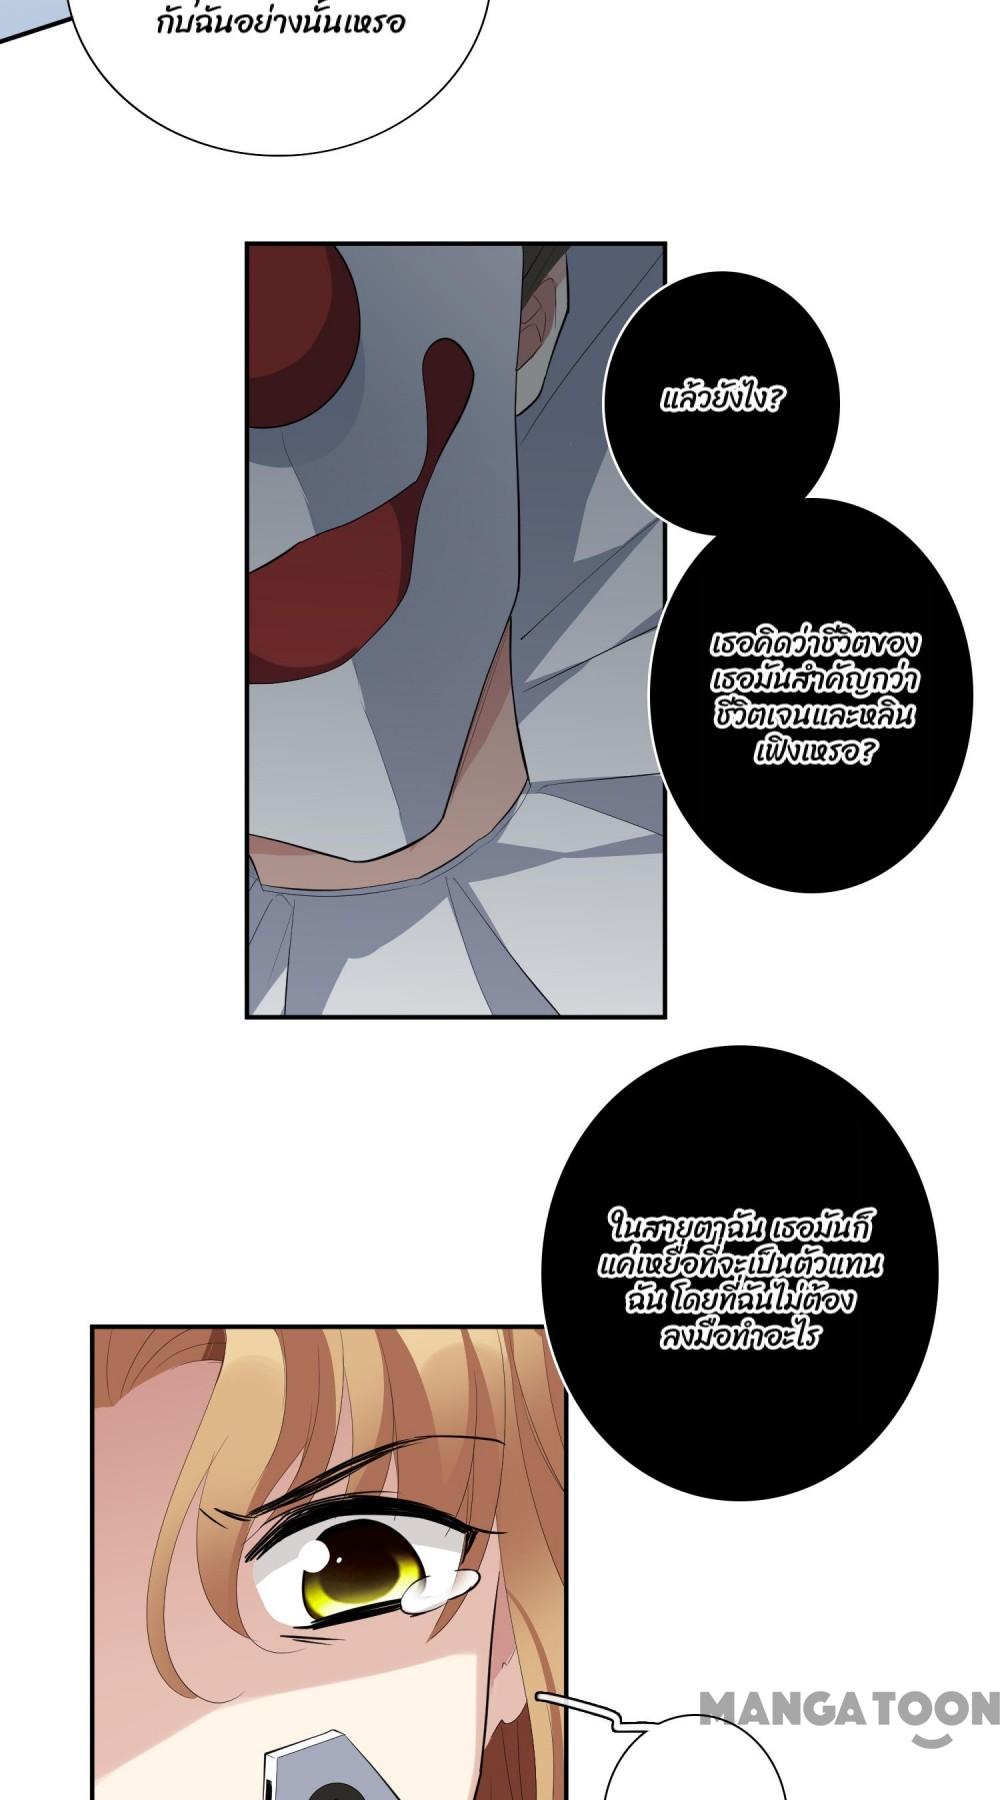 กับฉันอย่างนั้นเหรอ
แล้วยังไง?
เธอคิดว่าชีวิตของ
เธอมันสำคัญกว่า
ชีวิตเจนและหลิน
เฟิงเหรอ?
ในสายตาฉัน เธอมันก็
แค่เหยื่อที่จะเป็นตัวแทน
ฉัน โดยที่ฉันไม่ต้อง
ลงมือทำอะไร
MANGATOON